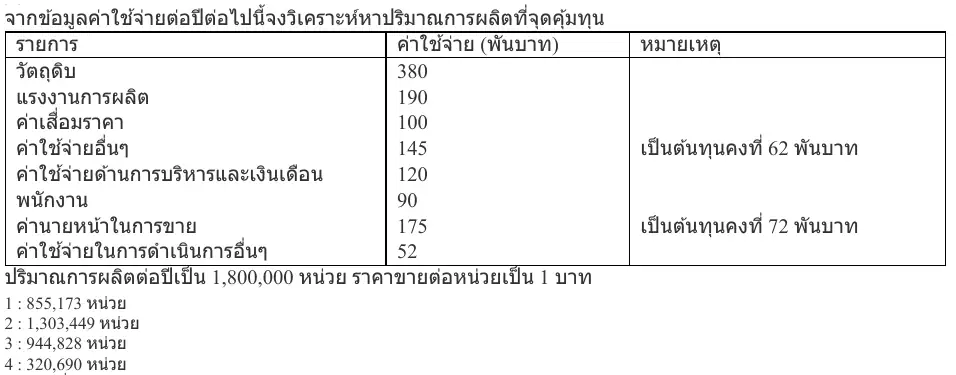 จากข้อมูลค่าใช้จ่ายต่อปีต่อไปนี้จงวิเคราะห์หาปริมาณการผลิตที่จุดคุ้มทุน
รายการ ค่าใช้จ่าย (พันบาท) หมายเหตุ
วัตถุดิบ 380
แรงงานการผลิต 190
ค่าเสื่อมราคา 100
ค่าใช้จ่ายอื่นๆ 145 เป็นต้นทุนคงที่ 62 พันบาท
ค่าใช้จ่ายด้านการบริหารและเงินเดือน 120
พนักงาน 90
ค่านายหน้าในการขาย 175 เป็นต้นทุนคงที่ 72 พันบาท
ค่าใช้จ่ายในการดำเนินการอื่นๆ 52
ปริมาณการผลิตต่อปีเป็น 1,800,000 หน่วย ราคาขายต่อหน่วยเป็น 1 บาท
1 : 855,173 หน่วย
2 : 1,303,449 หน่วย
3 : 944,828 หน่วย
4 : 320,690 หน่วย